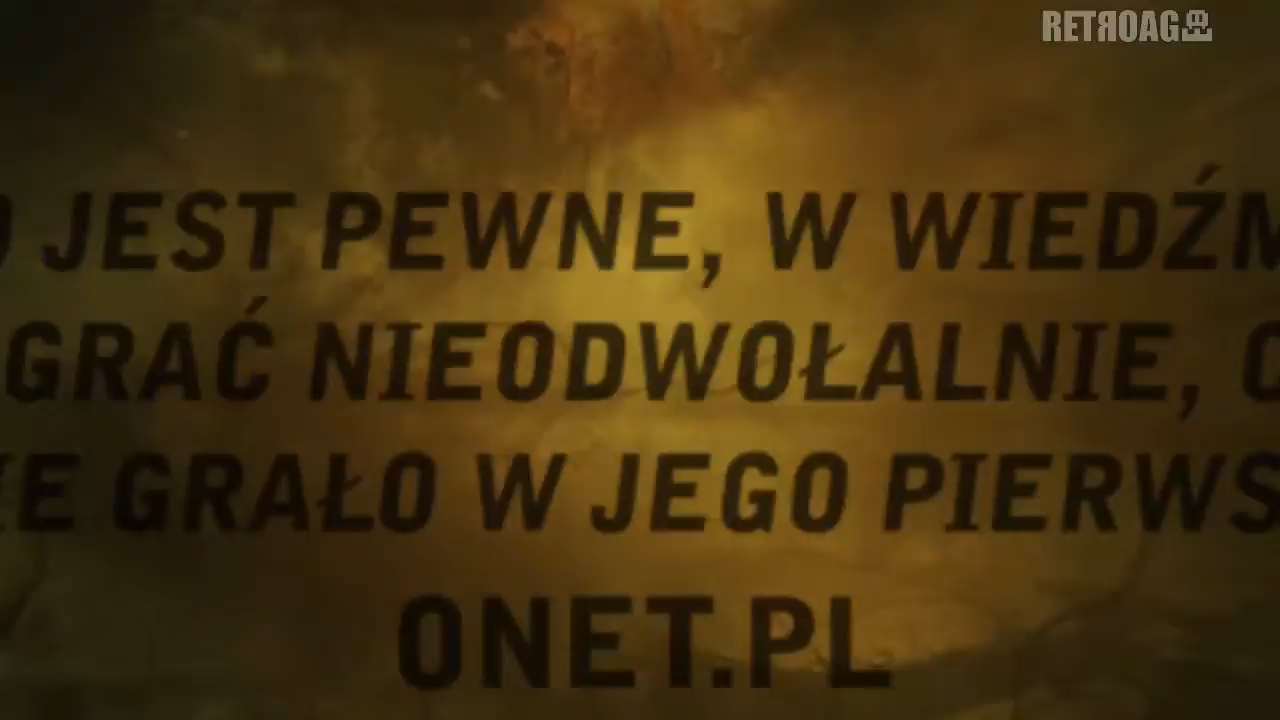 RETROAGE
JEST PEWNE, W WIEDŹM
GRAĆ NIEODWOŁALNIE,
GRAŁO W JEGO PIERWS
ONET.PL